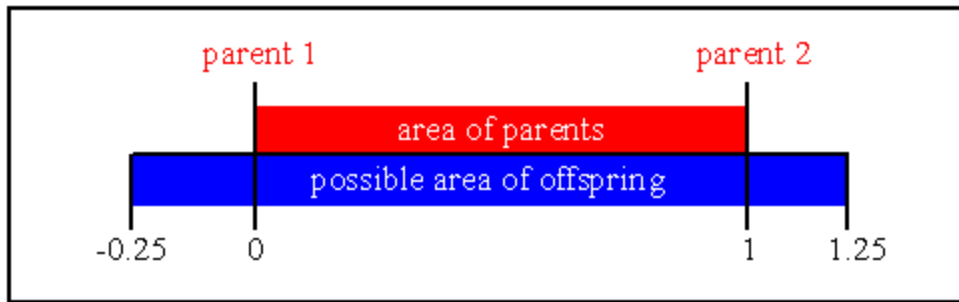 parent 1 parent 2
area of parents
possible area of offspring
-0.25 0 1 1.25